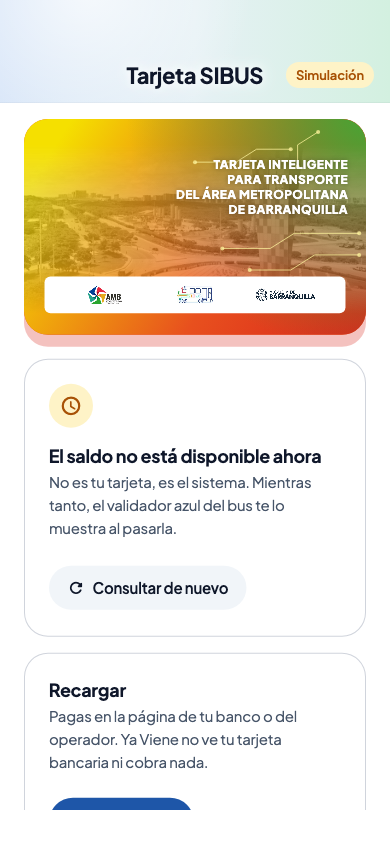 Tarjeta SIBUS
Simulación
TARJETA INTELIGENTE
PARA TRANSPORTE
DEL ÁREA METROPOLITANA
DE BARRANQUILLA
AMB
BARRANQUILLA
El saldo no está disponible ahora
No es tu tarjeta, es el sistema. Mientras
tanto, el validador azul del bus te lo
muestra al pasarla.
Consultar de nuevo
Recargar
Pagas en la página de tu banco o del
operador. Ya Viene no ve tu tarjeta
bancaria ni cobra nada.